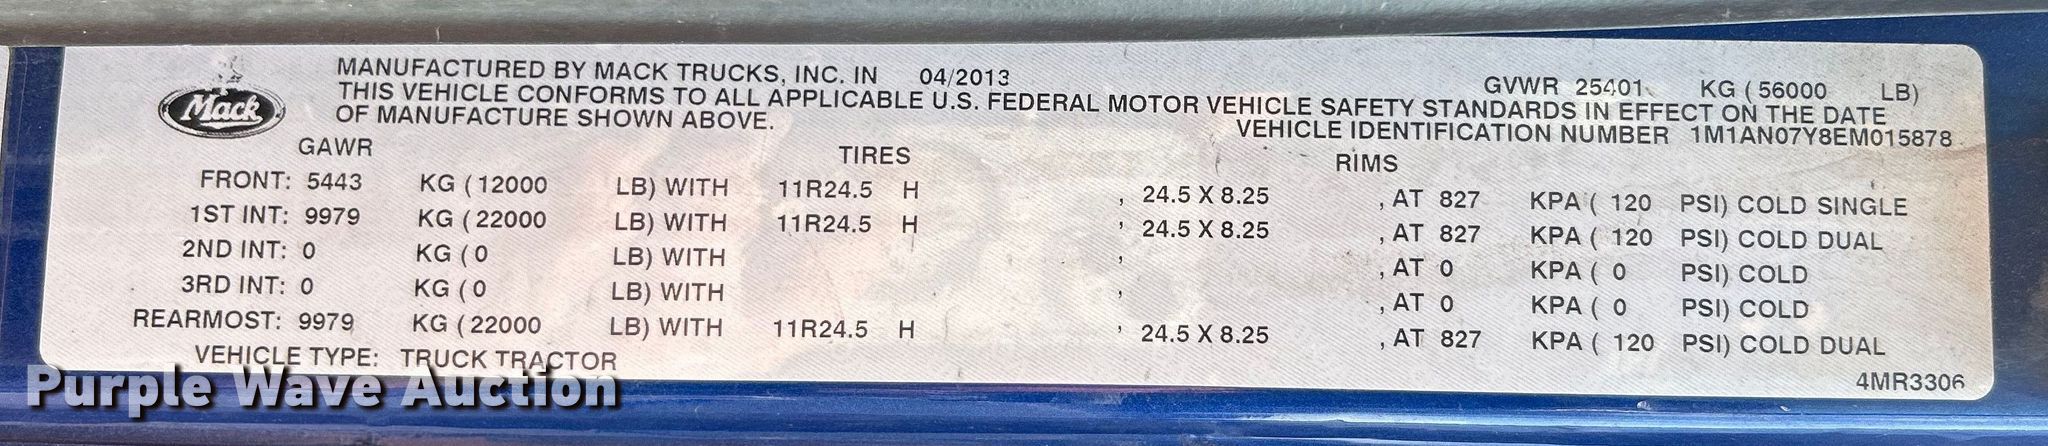 Mack
MANUFACTURED BY MACK TRUCKS, INC. IN 04/2013
GVWR 25401 KG ( 56000 LB)
THIS VEHICLE CONFORMS TO ALL APPLICABLE U.S. FEDERAL MOTOR VEHICLE SAFETY STANDARDS IN EFFECT ON THE DATE
OF MANUFACTURE SHOWN ABOVE.
VEHICLE IDENTIFICATION NUMBER 1M1AN07Y8EM015878
GAWR TIRES RIMS
FRONT: 5443 KG ( 12000 LB) WITH 11R24.5 H , 24.5 X 8.25 , AT 827 KPA ( 120 PSI) COLD SINGLE
1ST INT: 9979 KG ( 22000 LB) WITH 11R24.5 H , 24.5 X 8.25 , AT 827 KPA ( 120 PSI) COLD DUAL
2ND INT: 0 KG ( 0 LB) WITH , , AT 0 KPA ( 0 PSI) COLD
3RD INT: 0 KG ( 0 LB) WITH , , AT 0 KPA ( 0 PSI) COLD
REARMOST: 9979 KG ( 22000 LB) WITH 11R24.5 H , 24.5 X 8.25 , AT 827 KPA ( 120 PSI) COLD DUAL
VEHICLE TYPE: TRUCK TRACTOR
4MR3306
Purple Wave Auction